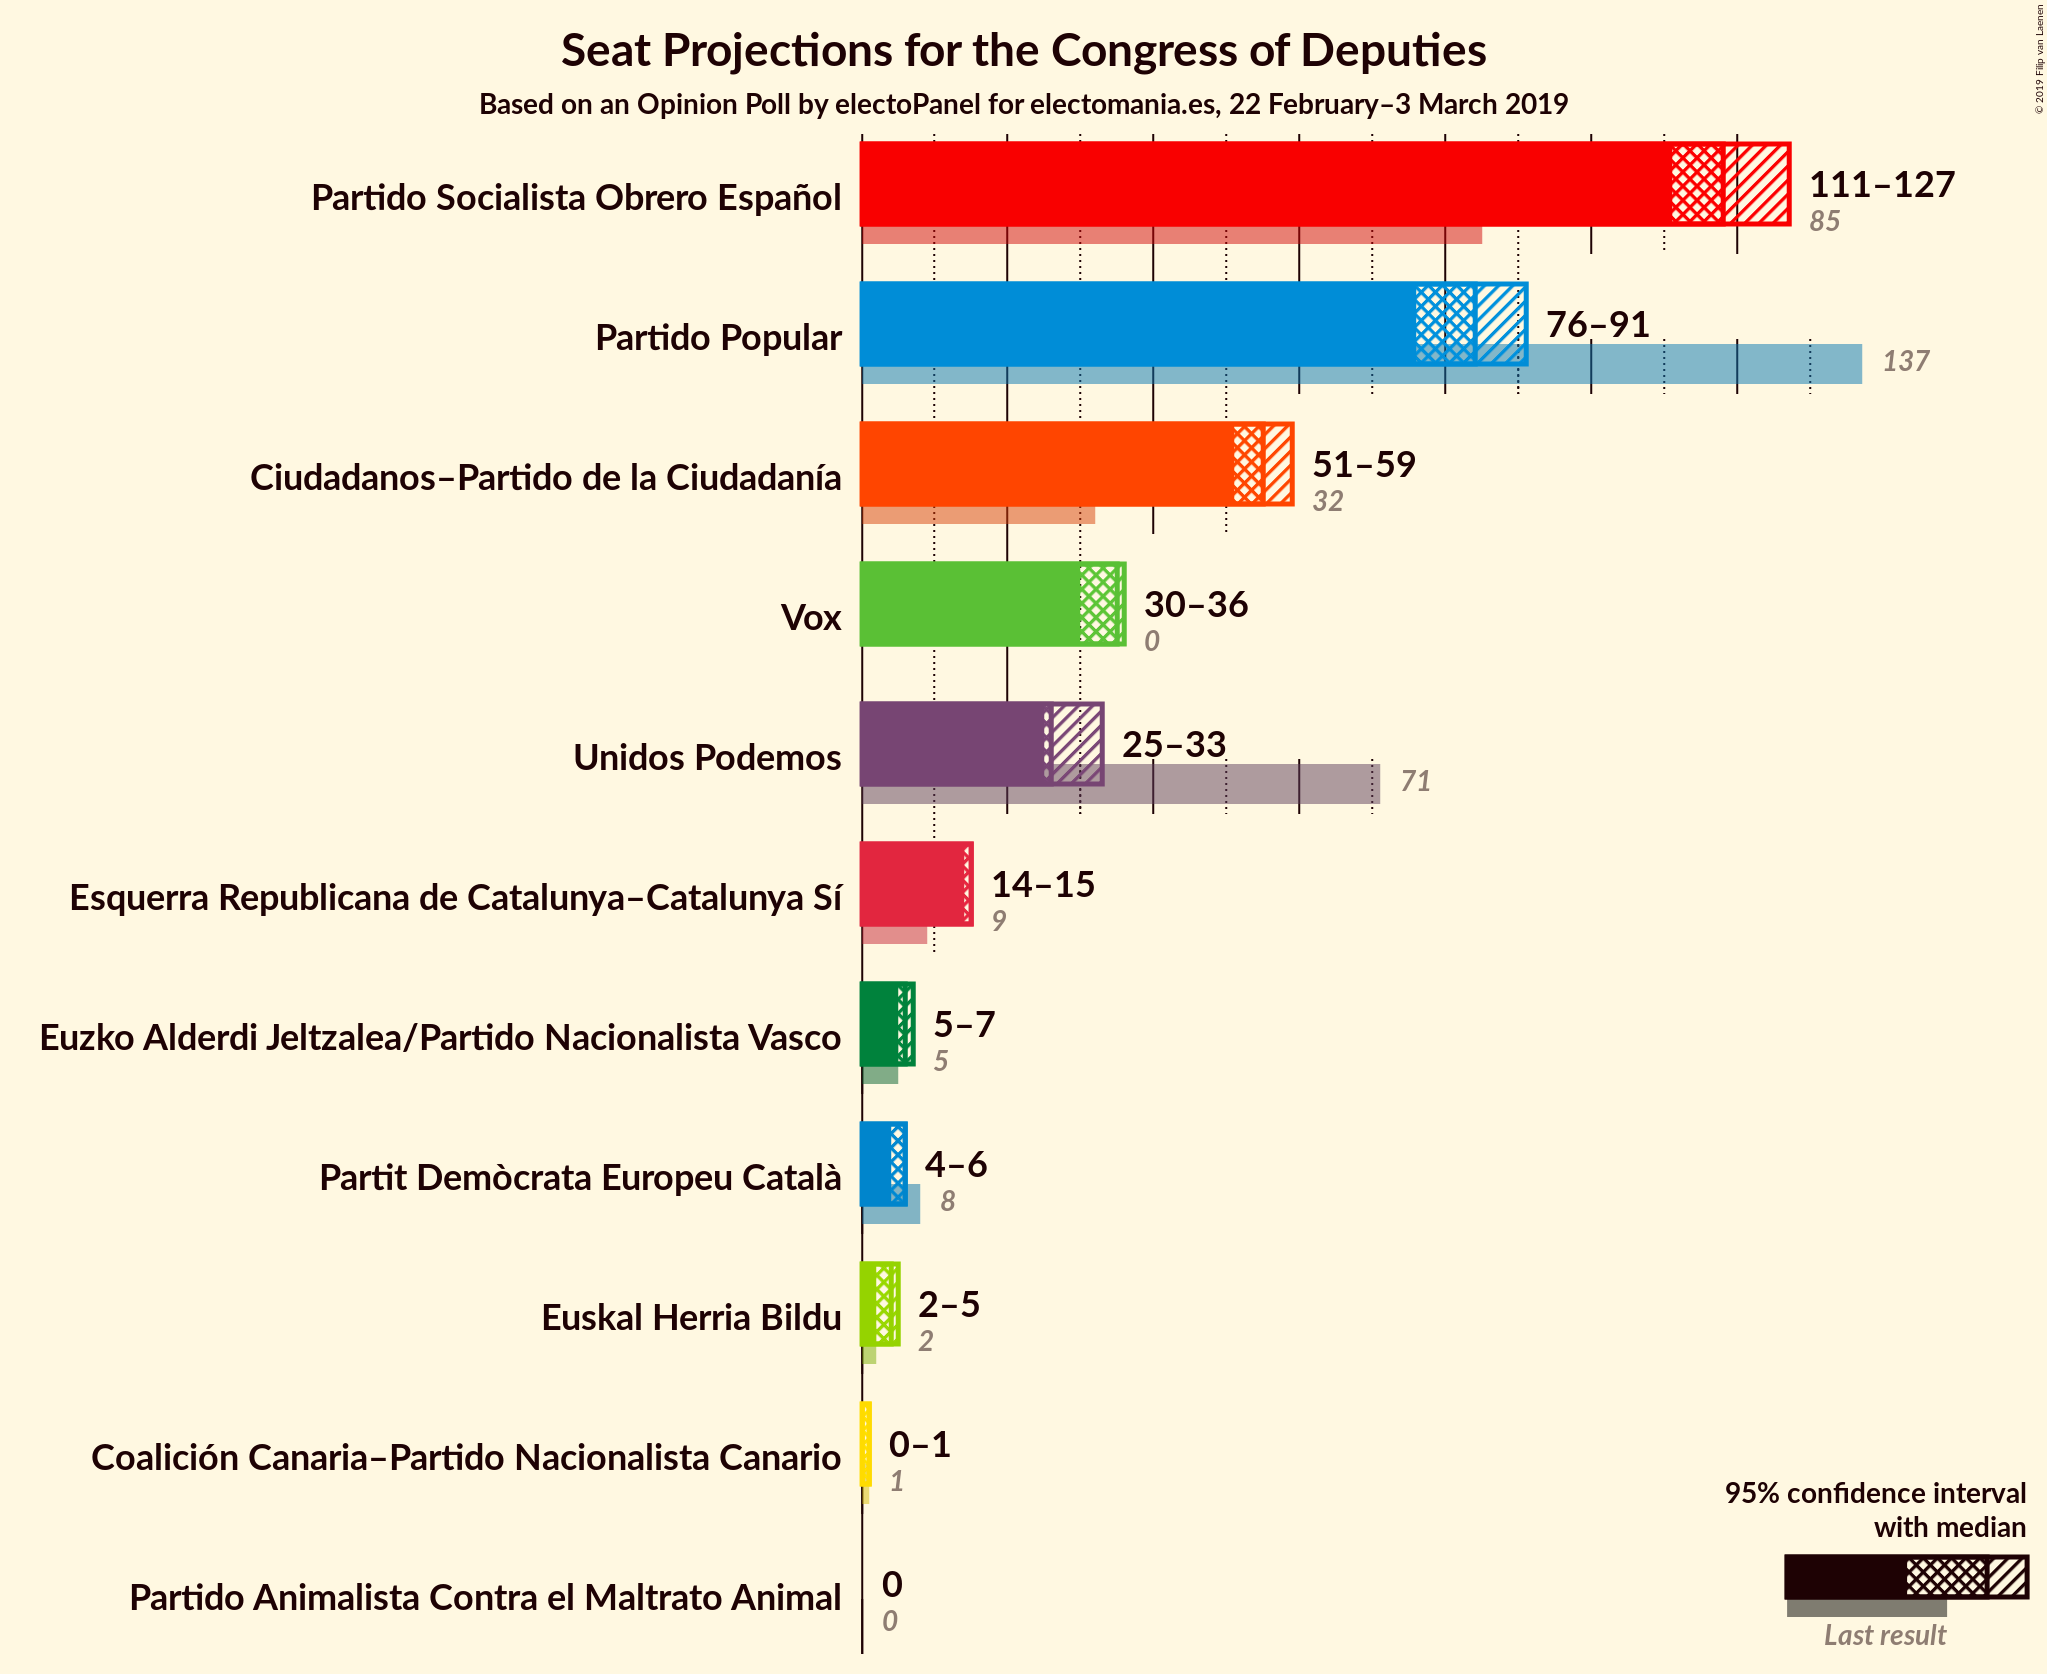 Seat Projections for the Congress of Deputies
Based on an Opinion Poll by electoPanel for electomania.es, 22 February–3 March 2019
© 2019 Filip van Laenen
Partido Socialista Obrero Español
111–127
85
Partido Popular
76–91
137
Ciudadanos–Partido de la Ciudadanía
51–59
32
Vox
30–36
0
Unidos Podemos
25–33
71
Esquerra Republicana de Catalunya–Catalunya Sí
14–15
9
Euzko Alderdi Jeltzalea/Partido Nacionalista Vasco
5–7
5
Partit Demòcrata Europeu Català
4–6
8
Euskal Herria Bildu
2–5
2
Coalición Canaria–Partido Nacionalista Canario
0–1
1
Partido Animalista Contra el Maltrato Animal
0
0
95% confidence interval
with median
Last result